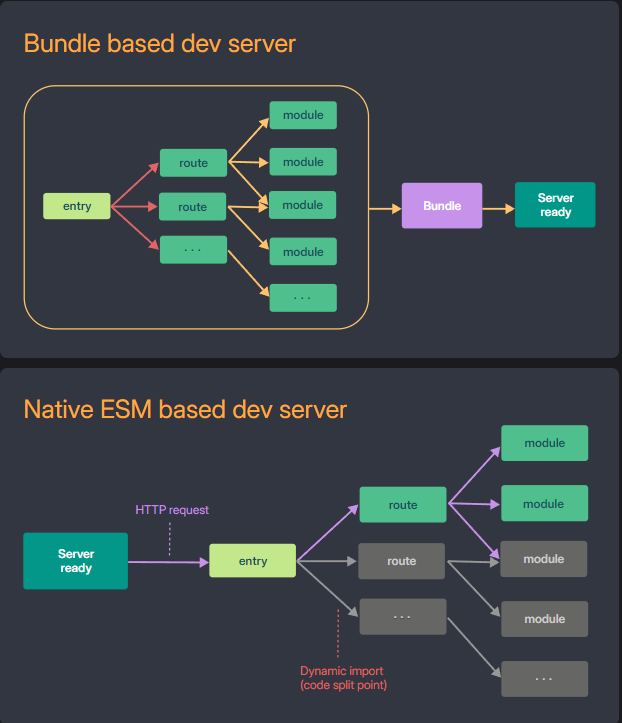 Bundle based dev server
module
route
module
entry
route
module
Bundle
Server
ready
...
module
...
Native ESM based dev server
module
HTTP request
route
module
Server
ready
entry
route
module
...
module
Dynamic import
(code split point)
...